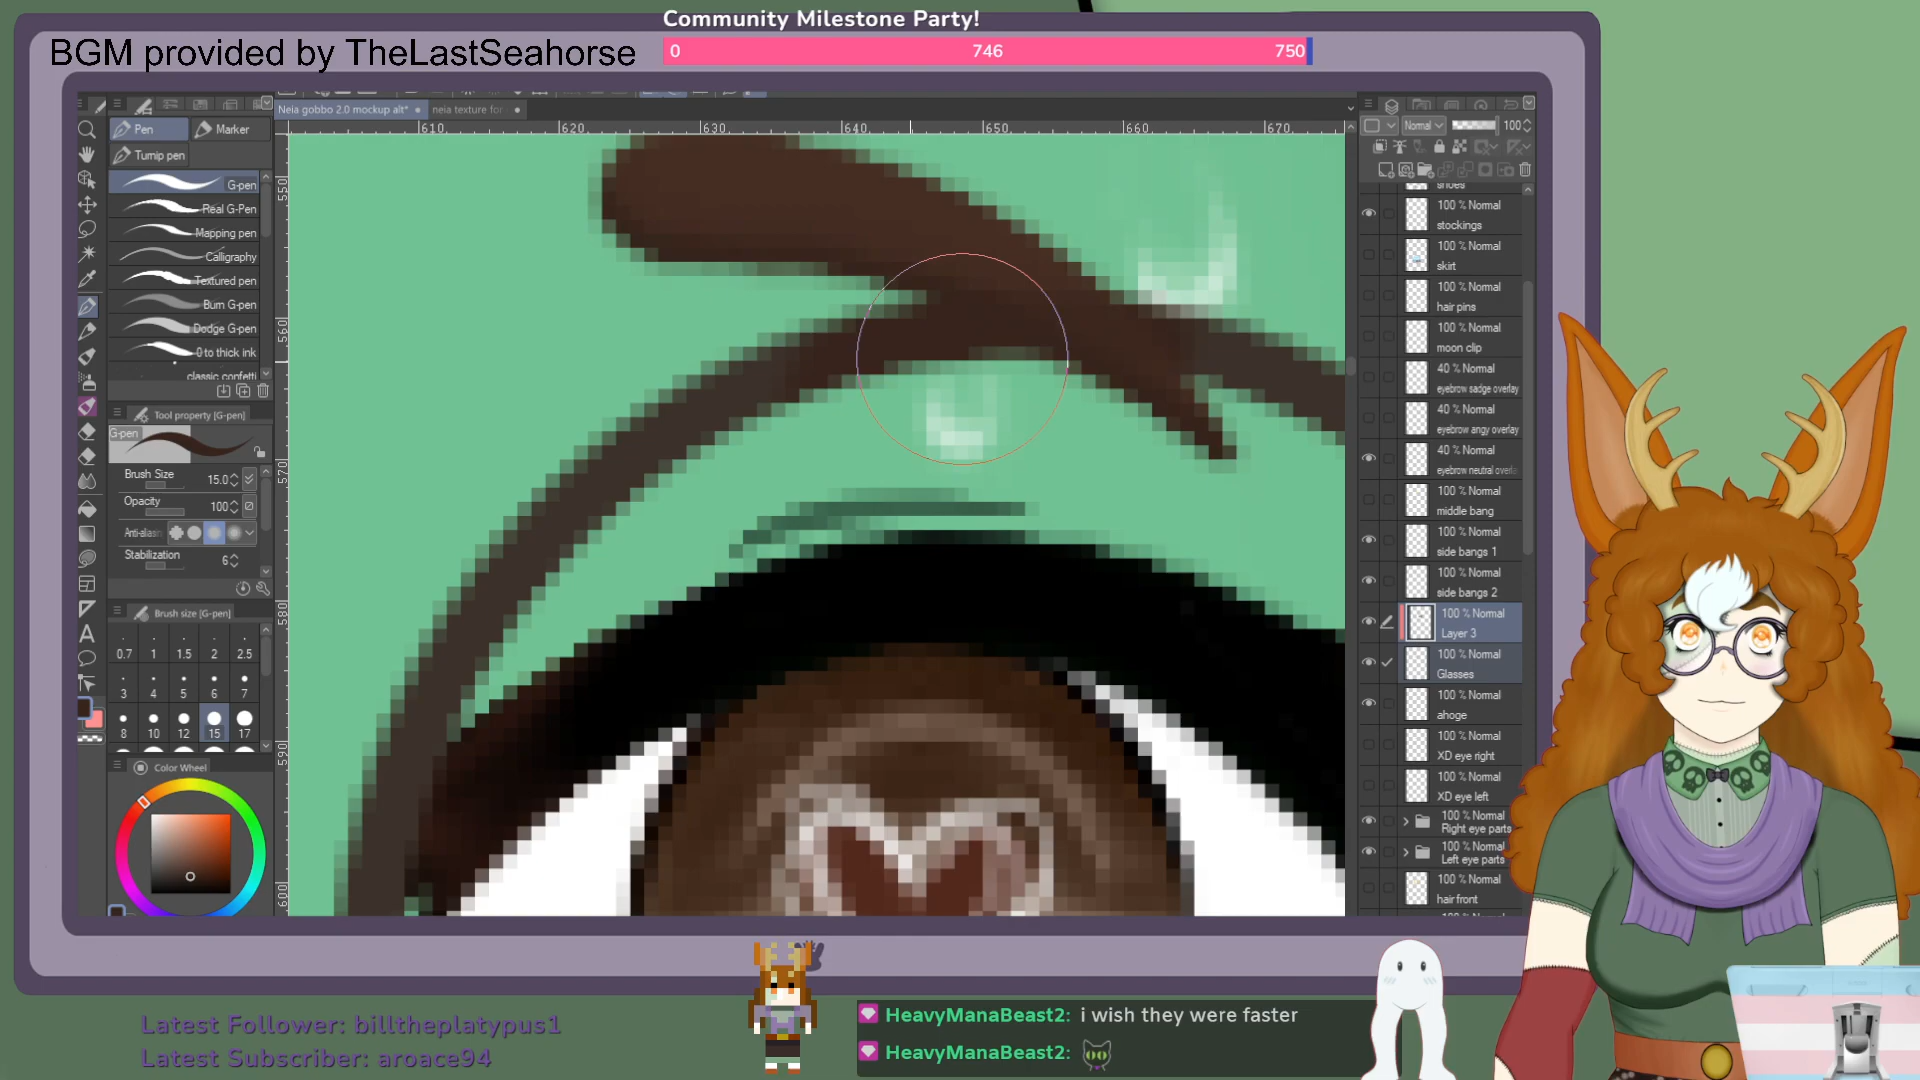 Community Milestone Party!
BGM provided by TheLastSeahorse
0 746 750
Neia gobbo 2.0 mockup alt*
neia texture for
Pen
Marker
Turnip pen
G-pen
Real G-Pen
Mapping pen
Calligraphy
Textured pen
Burn G-pen
Dodge G-pen
0 to thick ink
classic confetti
Tool property [G-pen]
G-pen
Brush Size 15.0
Opacity 100
Stabilization 6
Brush size [G-pen]
0.7 1 1.5 2 2.5
3 4 5 6 7
8 10 12 15 17
Color Wheel
610 620 630 640 650 660 670
550
560
570
580
590
600
Normal 100
shoes
100 % Normal
stockings
100 % Normal
skirt
100 % Normal
hair pins
100 % Normal
moon clip
40 % Normal
eyebrow sadge overlay
40 % Normal
eyebrow angy overlay
40 % Normal
eyebrow neutral
100 % Normal
middle bang
100 % Normal
side bangs 1
100 % Normal
side bangs 2
100 % Normal
Layer 3
100 % Normal
Glasses
100 % Normal
ahoge
100 % Normal
XD eye right
100 % Normal
XD eye left
100 % Normal
Right eye parts
100 % Normal
Left eye parts
100 % Normal
hair front
Latest Follower: billtheplatypus1
Latest Subscriber: aroace94
HeavyManaBeast2: i wish they were faster
HeavyManaBeast2: